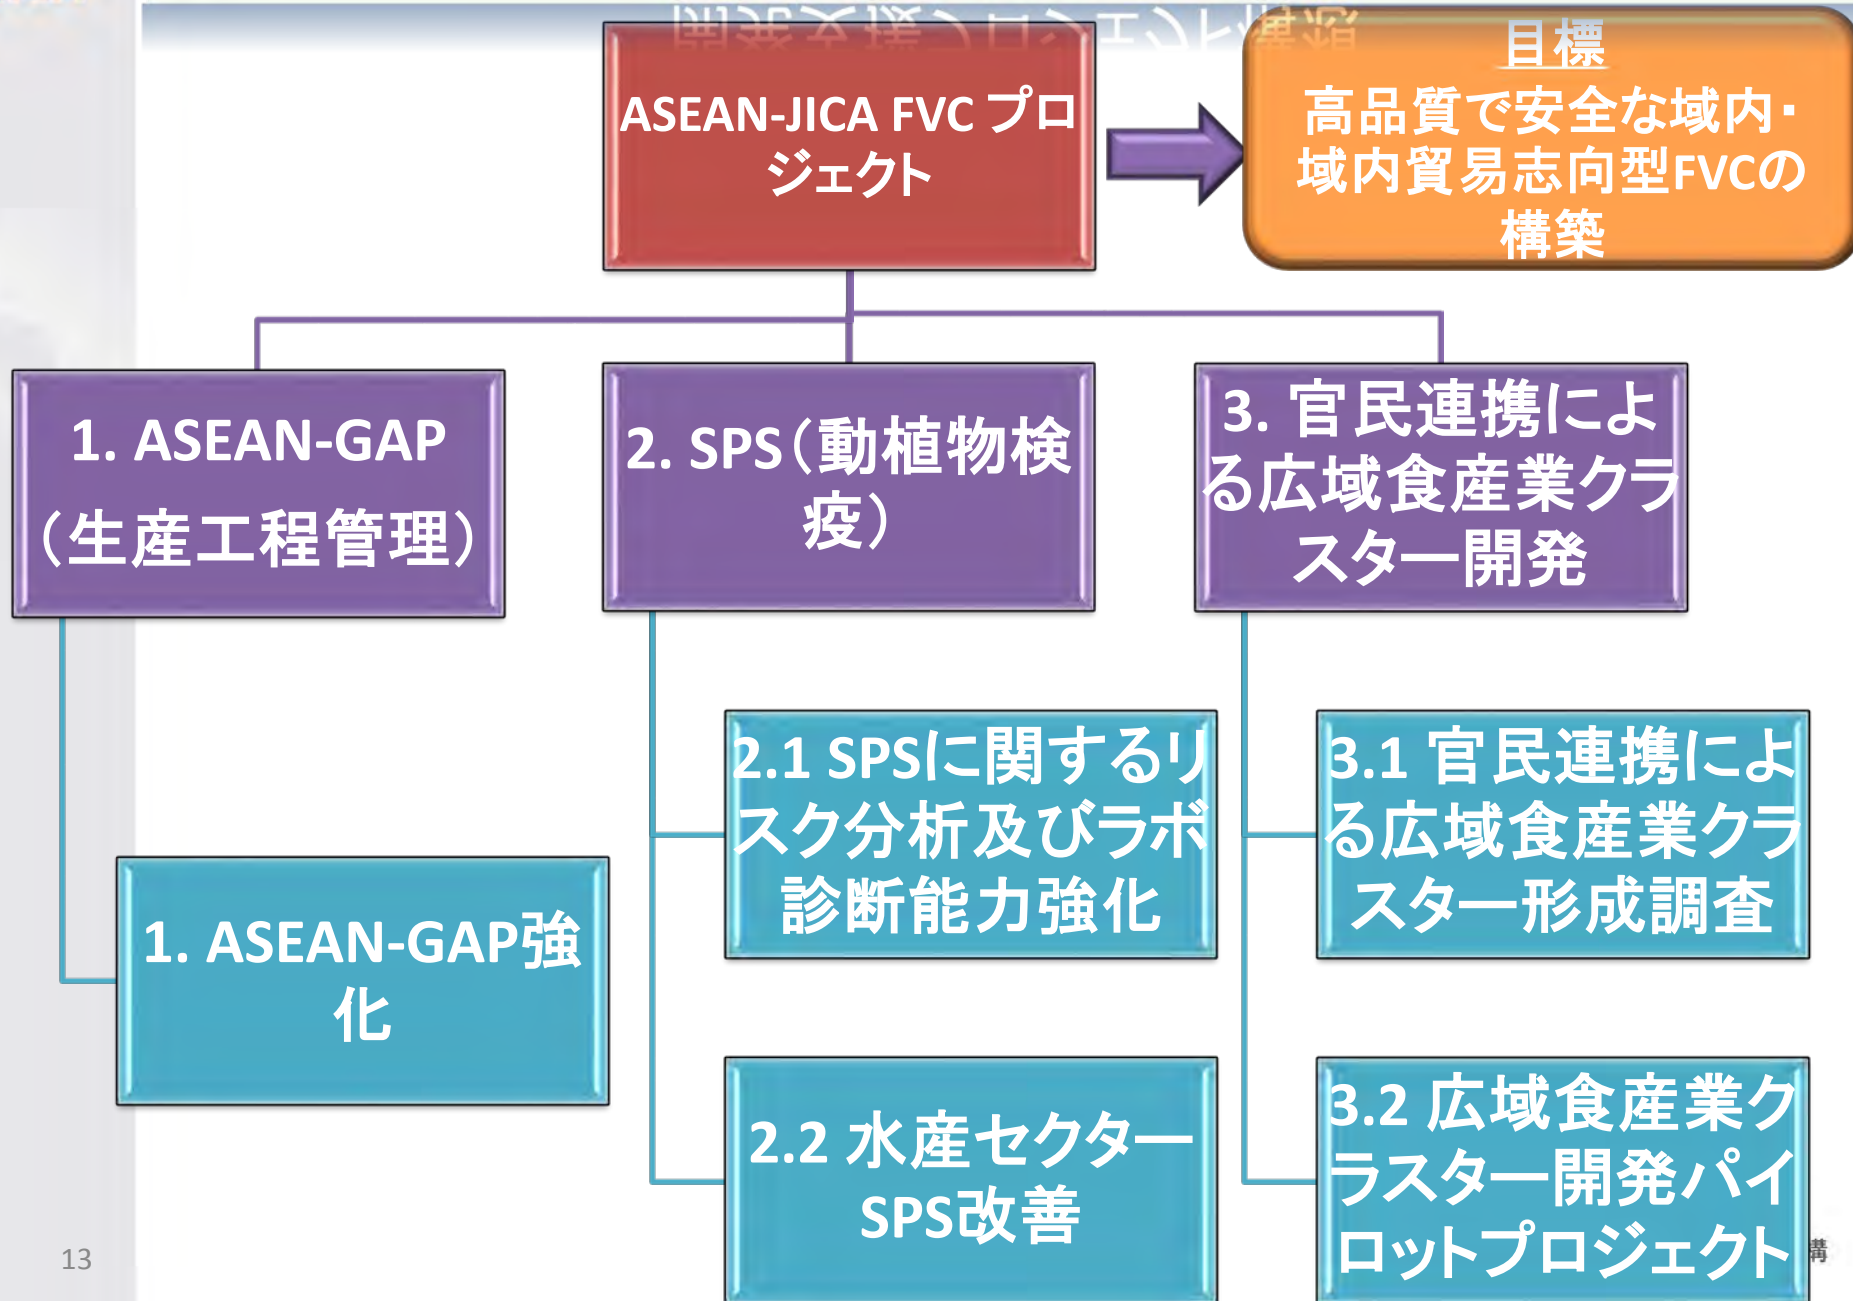 ASEAN-JICA FVC プロ
ジェクト
目標
高品質で安全な域内・
域内貿易志向型FVCの
構築
1. ASEAN-GAP
（生産工程管理）
2. SPS（動植物検
疫）
3. 官民連携によ
る広域食産業クラ
スター開発
1. ASEAN-GAP強
化
2.1 SPSに関するリ
スク分析及びラボ
診断能力強化
2.2 水産セクター
SPS改善
3.1 官民連携によ
る広域食産業クラ
スター形成調査
3.2 広域食産業ク
ラスター開発パイ
ロットプロジェクト
13
構